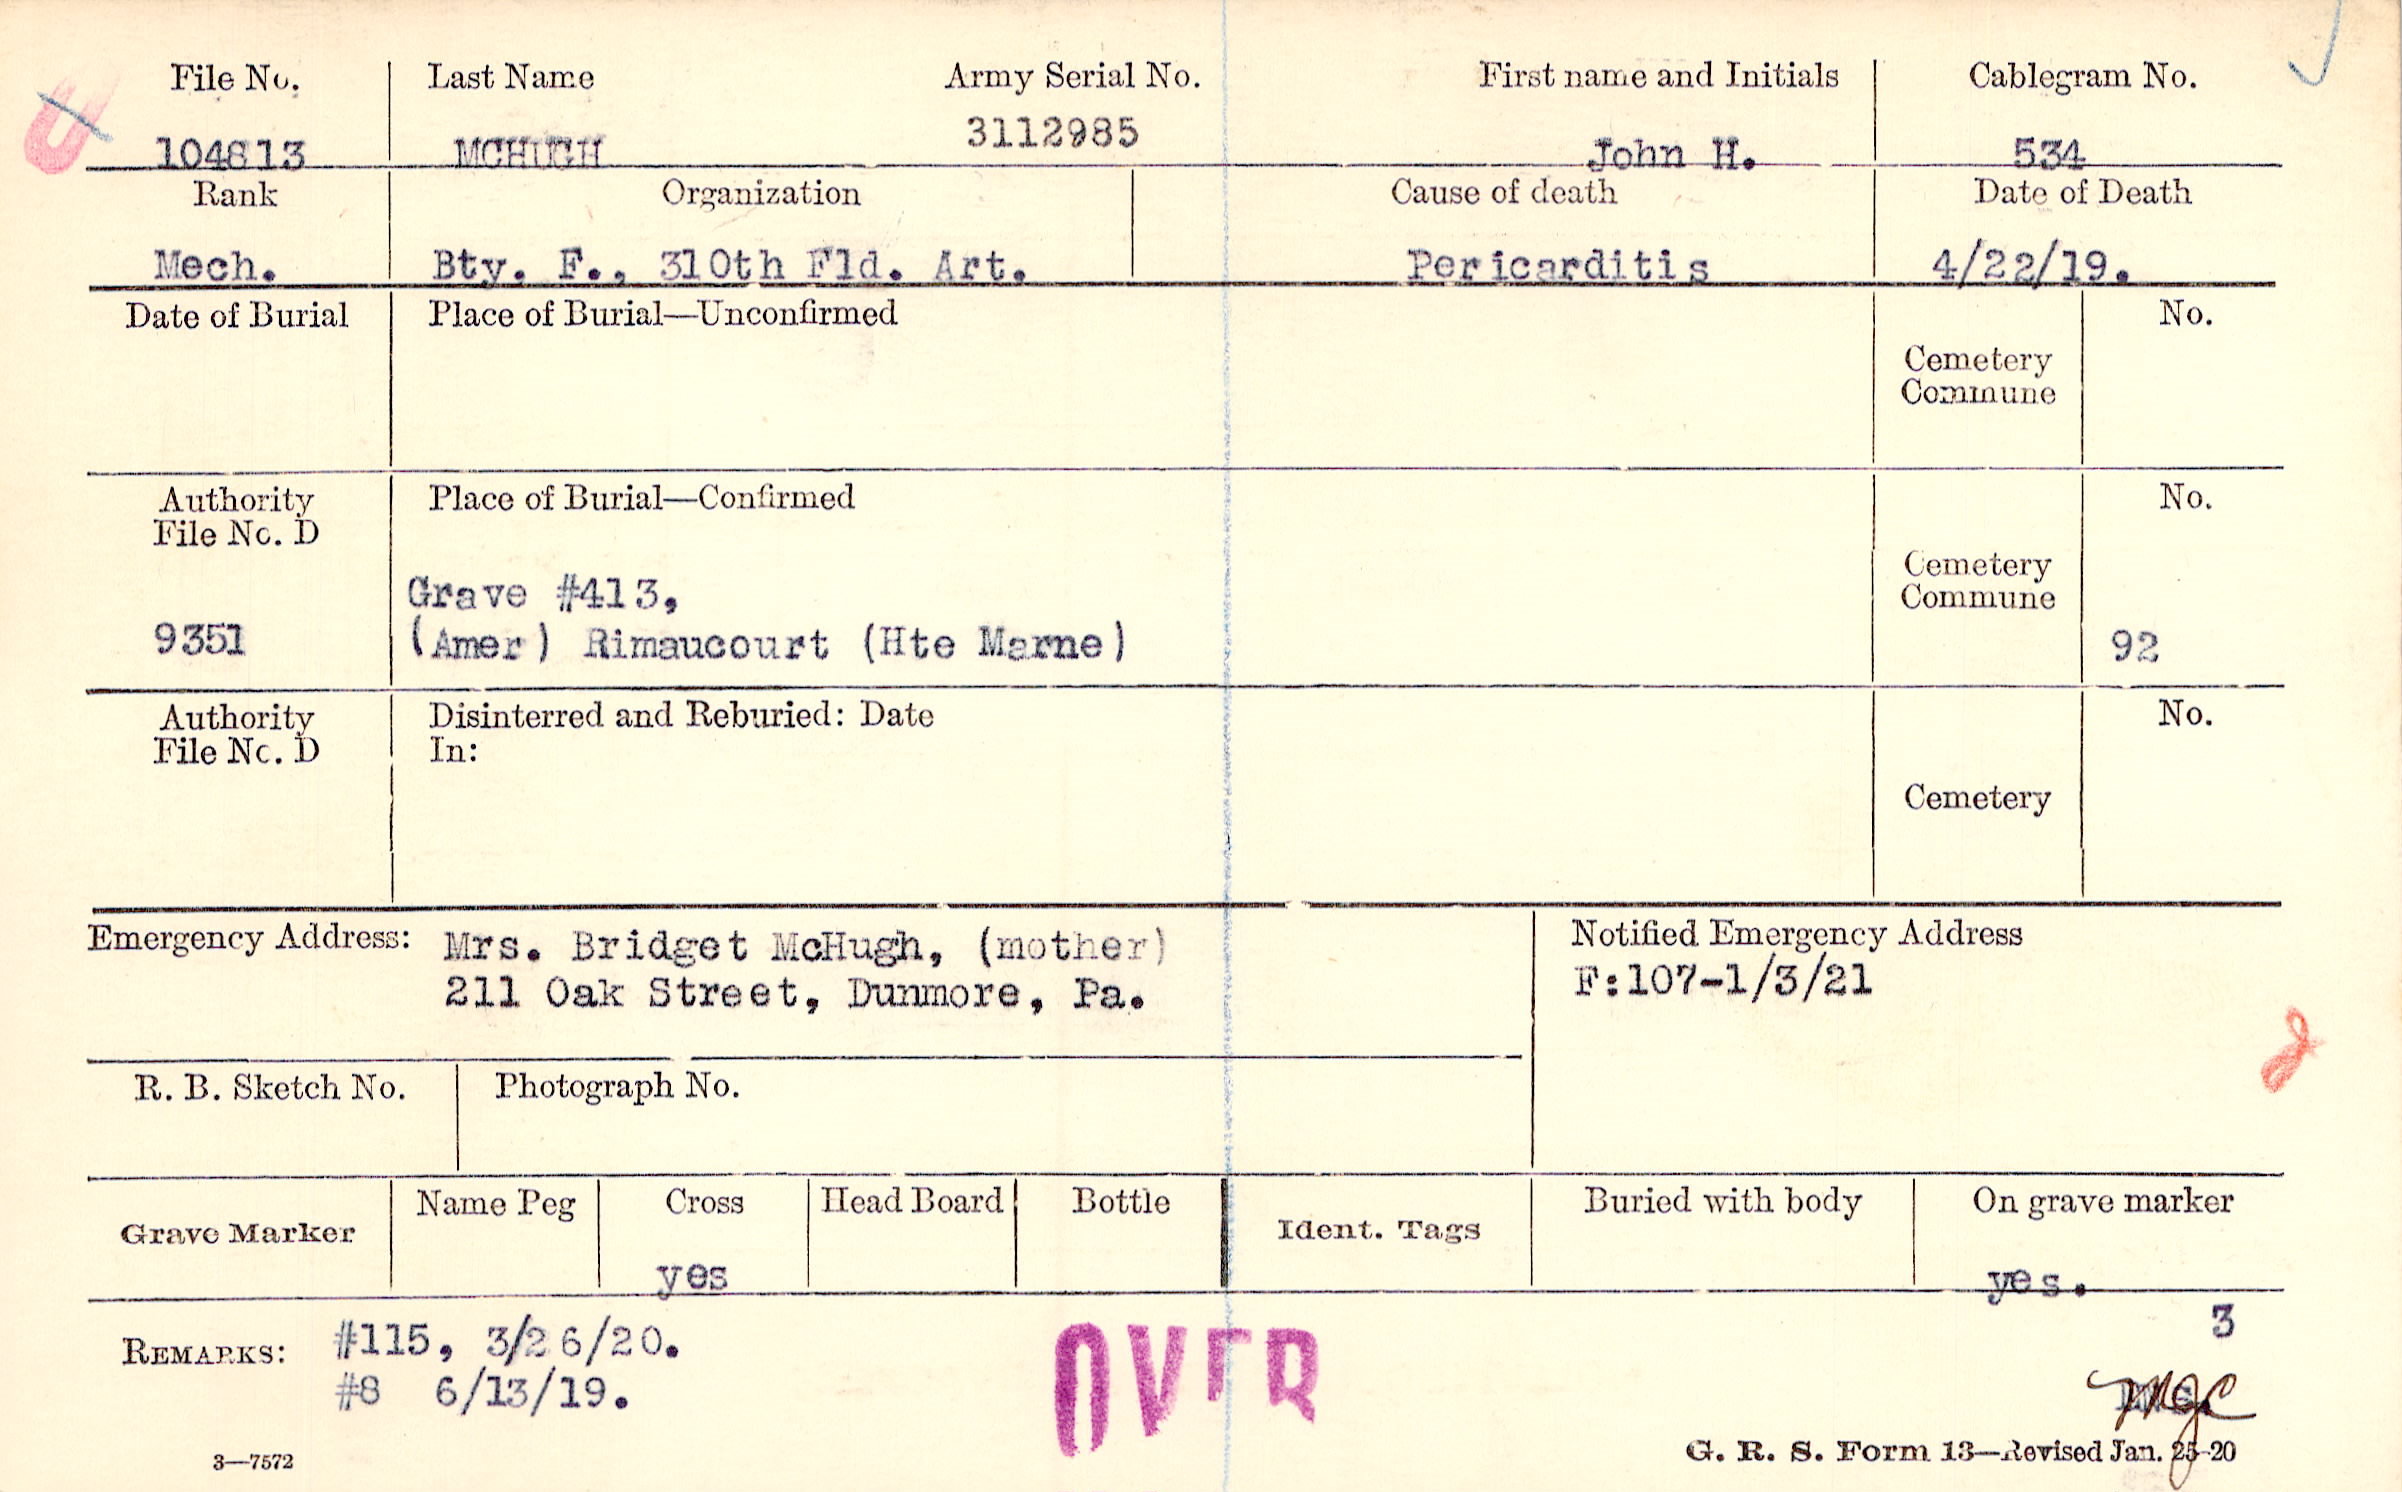 File No. Last Name Army Serial No. First name and Initials Cablegram No.
104813 MCHUGH 3112985 John H. 534
Rank Organization Cause of death Date of Death
Mech. Bty. F., 310th Fld. Art. Pericarditis 4/22/19.
Date of Burial Place of Burial—Unconfirmed No.
Cemetery
Commune
Authority Place of Burial—Confirmed No.
File No. D
Cemetery
Commune
Grave #413,
9351 (Amer) Rimaucourt (Hte Marne) 92
Authority Disinterred and Reburied: Date No.
File No. D In:
Cemetery
Emergency Address: Mrs. Bridget McHugh, (mother)
211 Oak Street, Dunmore, Pa.
Notified Emergency Address
F:107-1/3/21
R. B. Sketch No. Photograph No.
Grave Marker Name Peg Cross Head Board Bottle Ident. Tags Buried with body On grave marker
yes yes.
3
REMARKS: #115, 3/26/20.
#8 6/13/19.
OVER
MGC
3—7572 G. R. S. Form 13—Revised Jan. 25-20